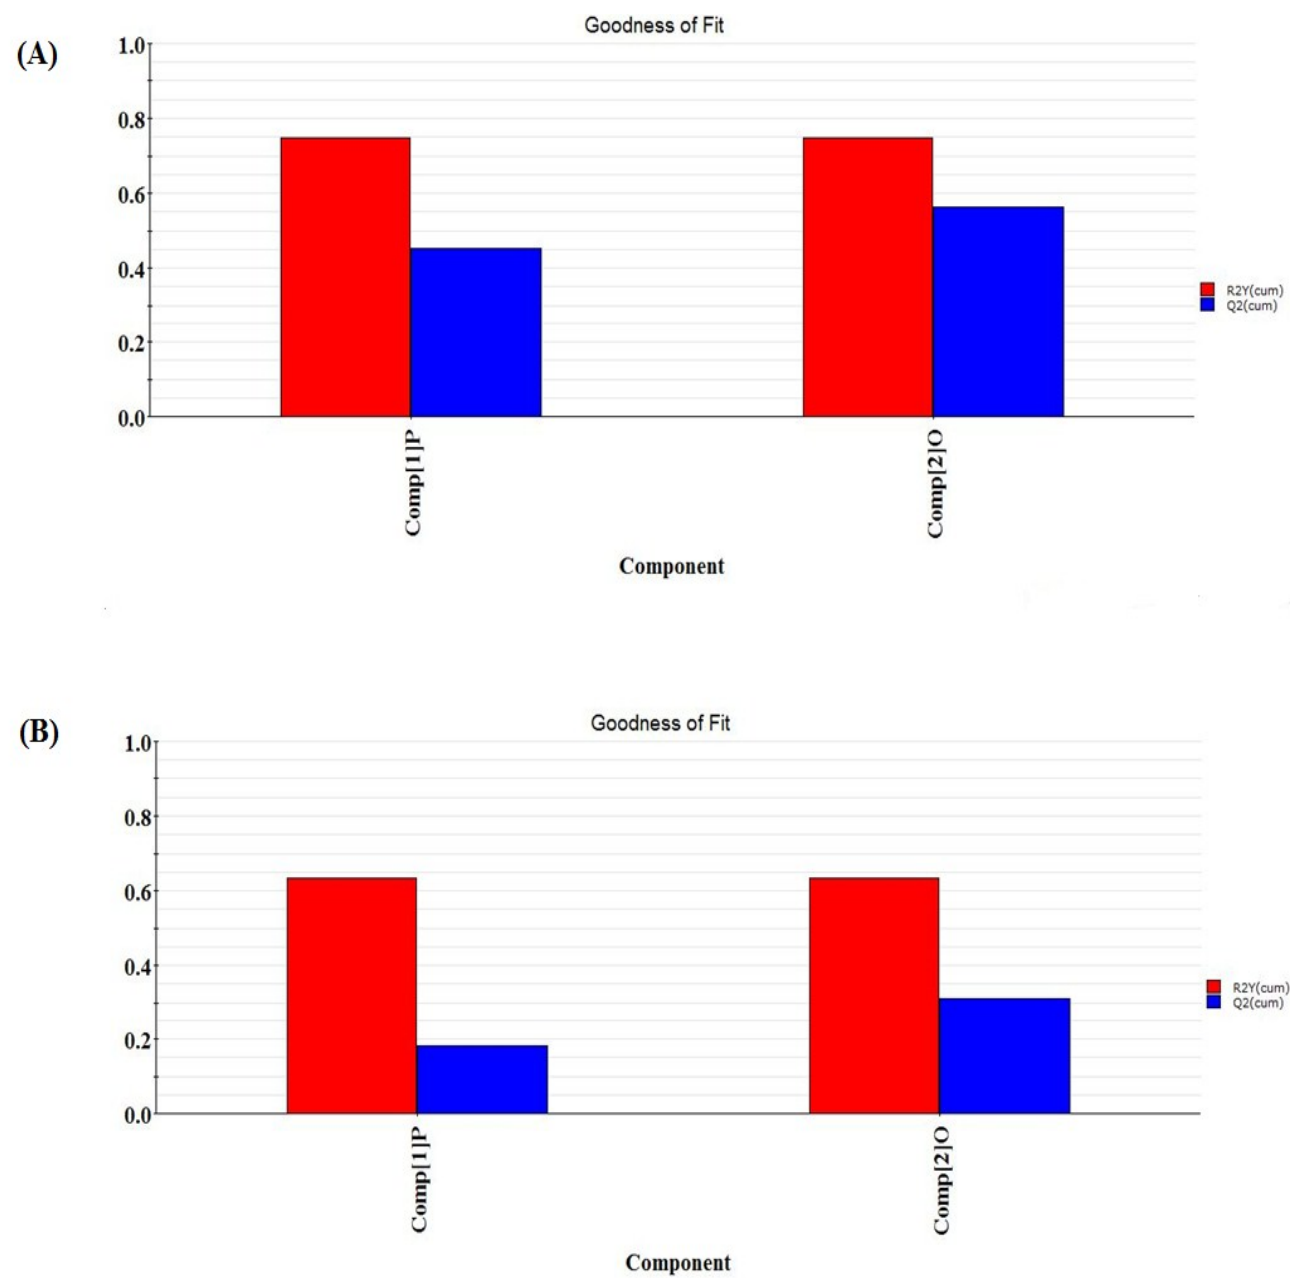 (A)
Goodness of Fit
1.0
0.8
0.6
0.4
0.2
0.0
R2Y(cum)
Q2(cum)
Comp[1]P
Comp[2]O
Component
(B)
Goodness of Fit
1.0
0.8
0.6
0.4
0.2
0.0
R2Y(cum)
Q2(cum)
Comp[1]P
Comp[2]O
Component